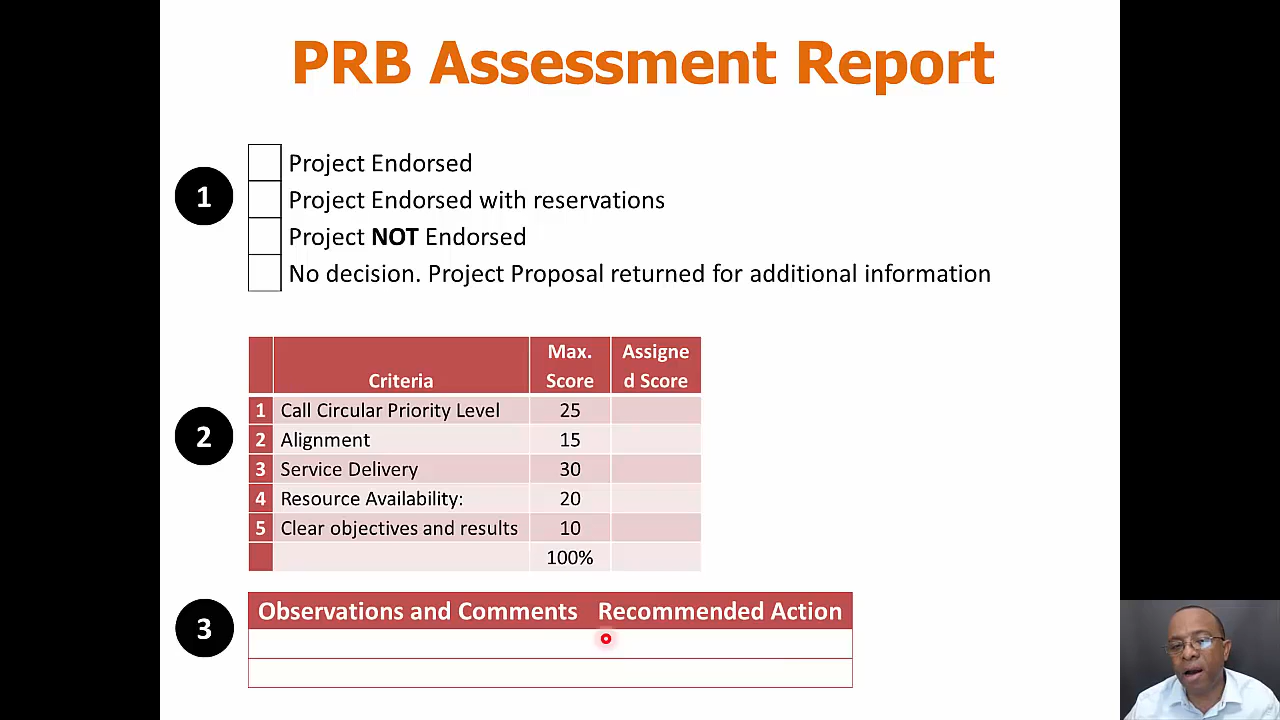 PRB Assessment Report
1
Project Endorsed
Project Endorsed with reservations
Project NOT Endorsed
No decision. Project Proposal returned for additional information
2
Criteria Max. Score Assigne d Score
1 Call Circular Priority Level 25
2 Alignment 15
3 Service Delivery 30
4 Resource Availability: 20
5 Clear objectives and results 10
100%
3
Observations and Comments Recommended Action